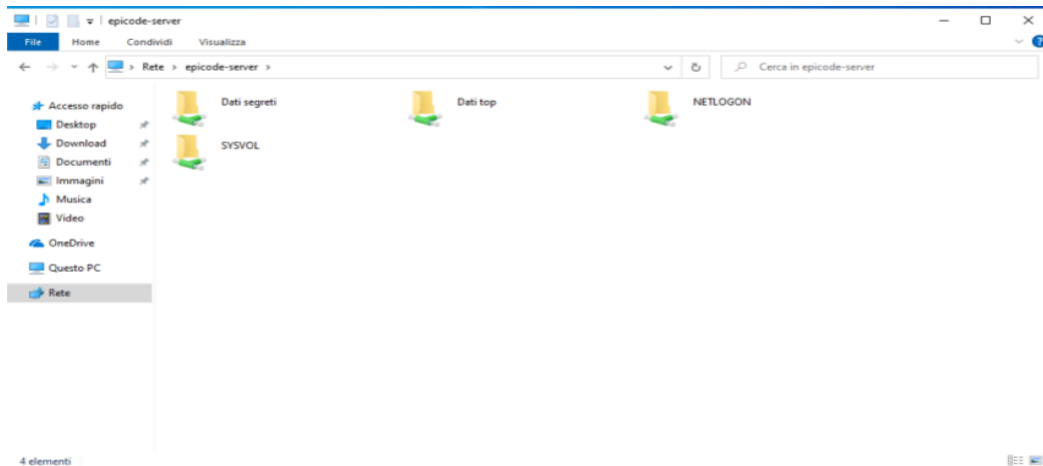 epicode-server
File Home Condividi Visualizza
Rete > epicode-server >
Cerca in epicode-server
Accesso rapido
Desktop
Download
Documenti
Immagini
Musica
Video
OneDrive
Questo PC
Rete
Dati segreti
Dati top
NETLOGON
SYSVOL
4 elementi